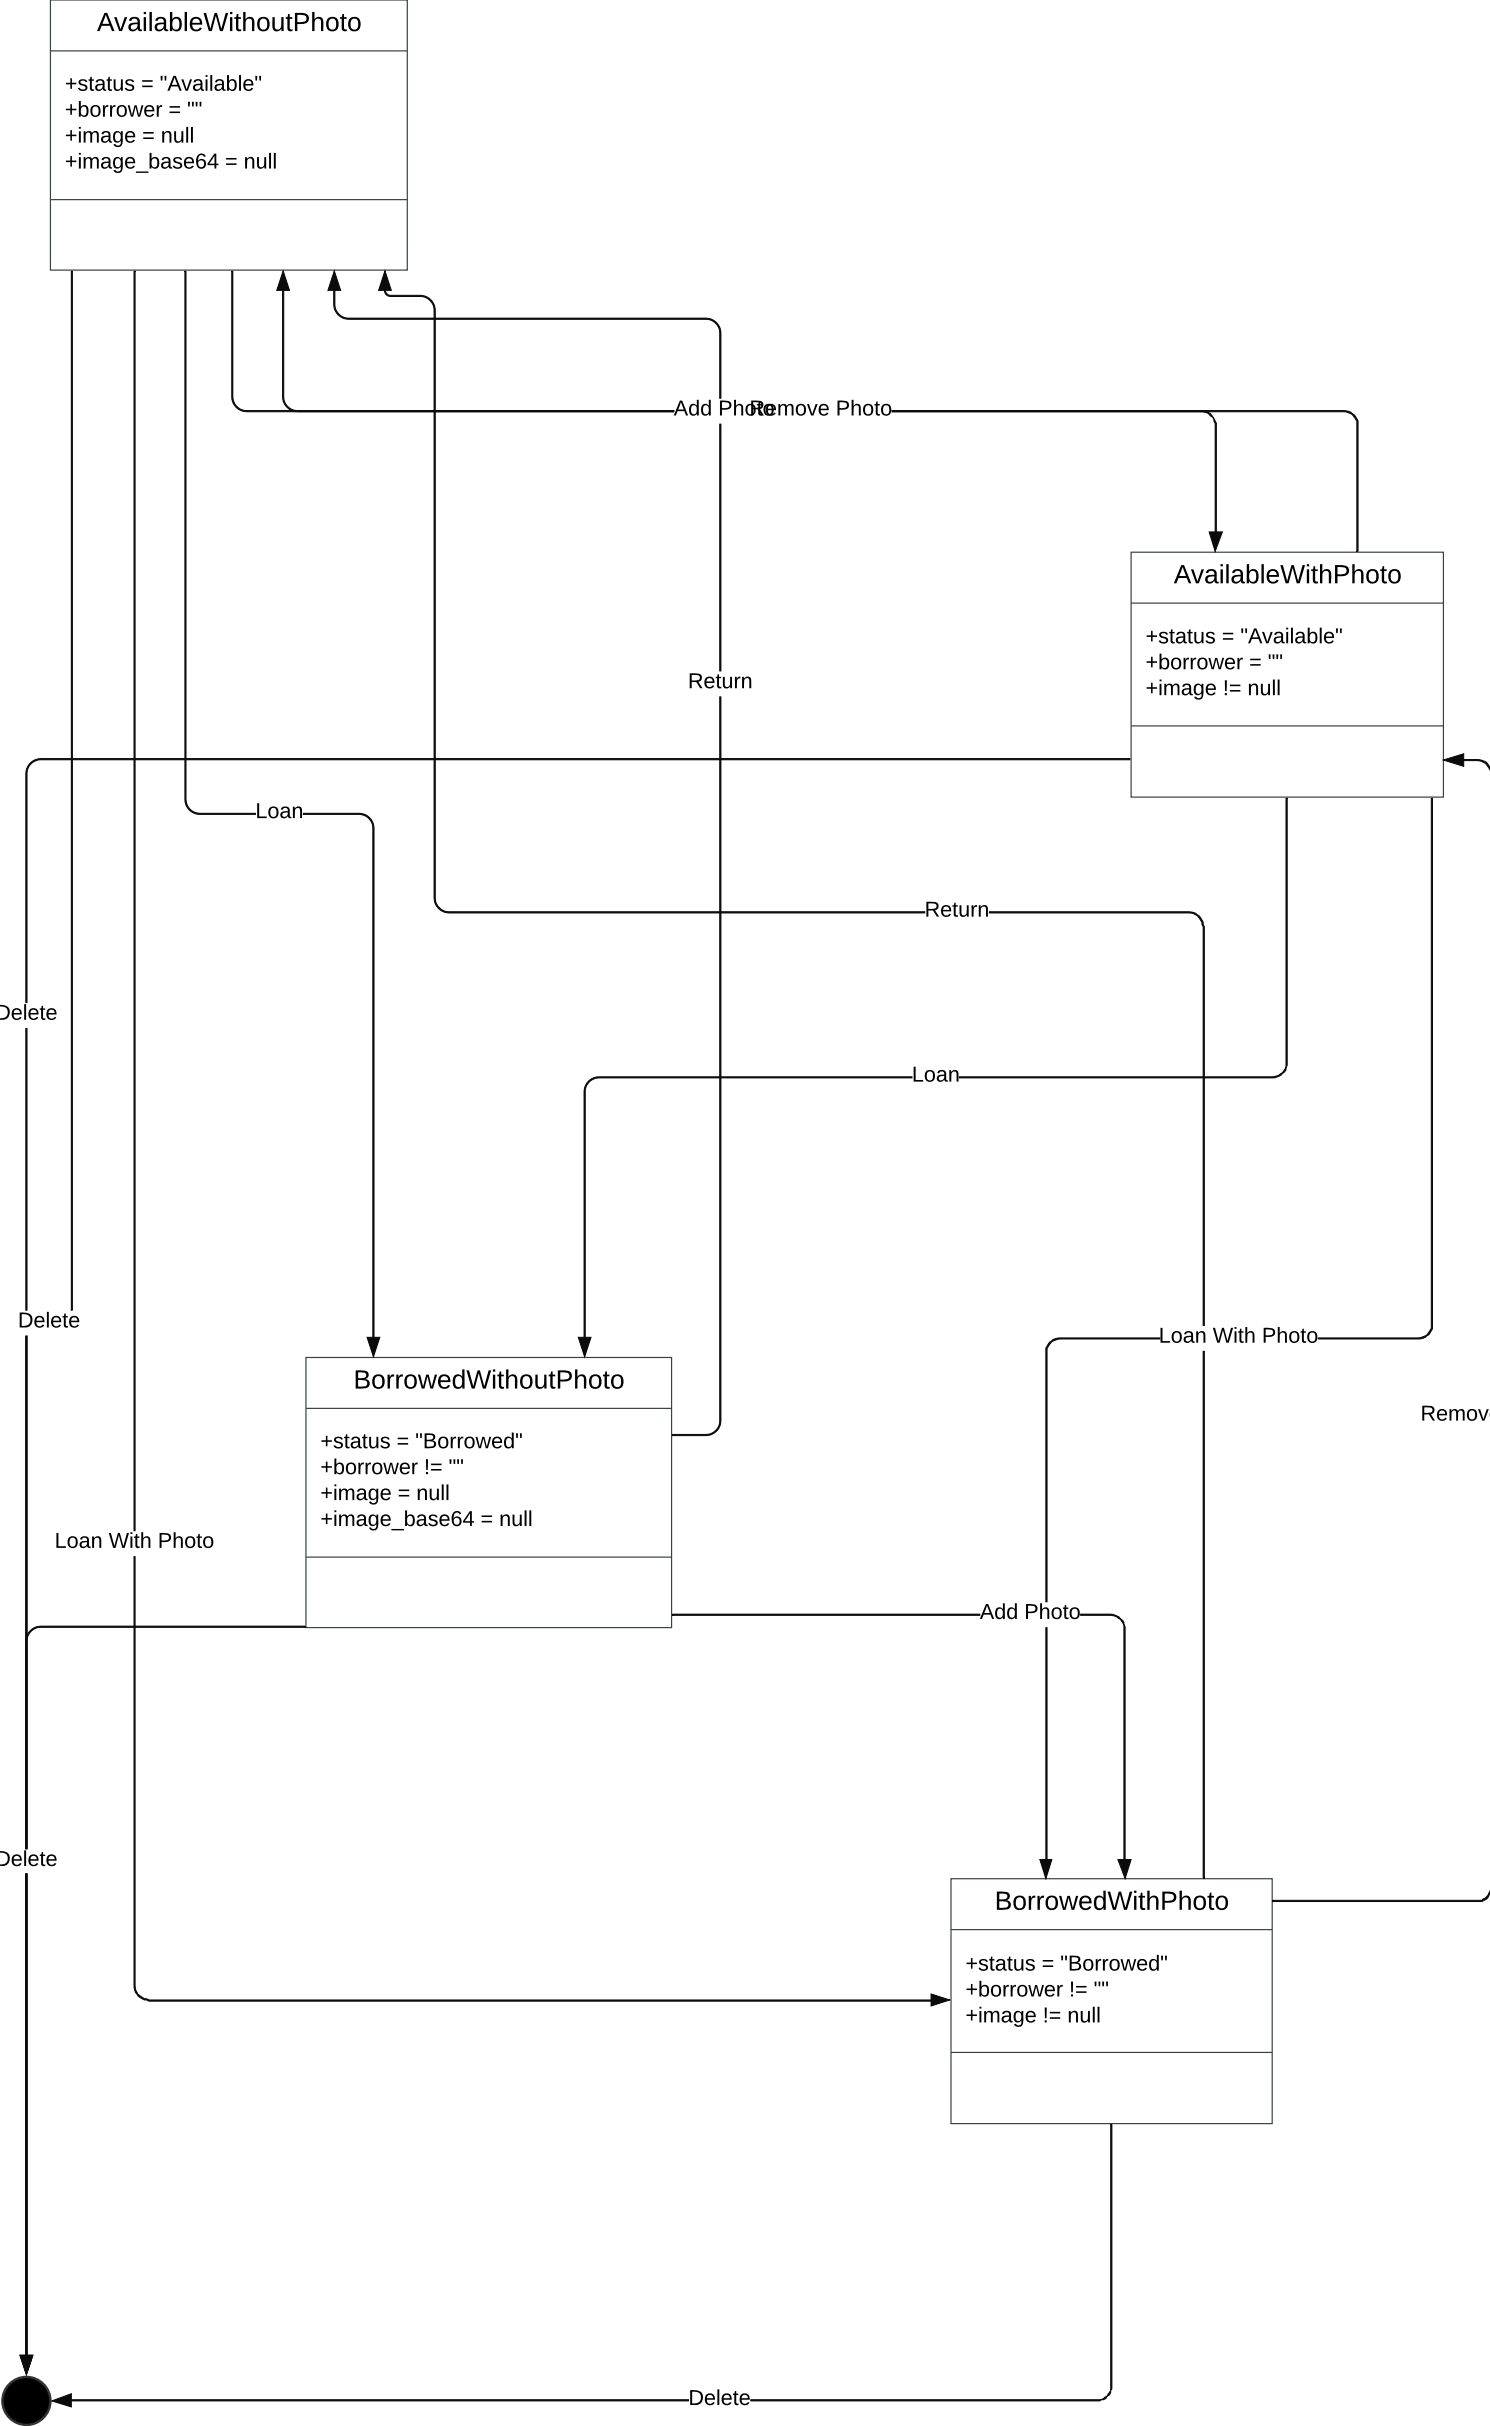 AvailableWithoutPhoto
+status = "Available"
+borrower = ""
+image = null
+image_base64 = null
Add Photo
Remove Photo
AvailableWithPhoto
+status = "Available"
+borrower = ""
+image != null
Return
Loan
Return
Delete
Loan
Delete
Loan With Photo
BorrowedWithoutPhoto
+status = "Borrowed"
+borrower != ""
+image = null
+image_base64 = null
Loan With Photo
Add Photo
Delete
BorrowedWithPhoto
+status = "Borrowed"
+borrower != ""
+image != null
Delete